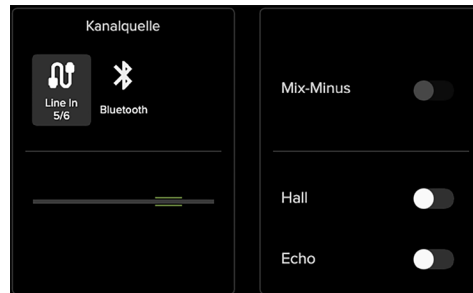 Kanalquelle
Line In
5/6
Bluetooth
Mix-Minus
Hall
Echo